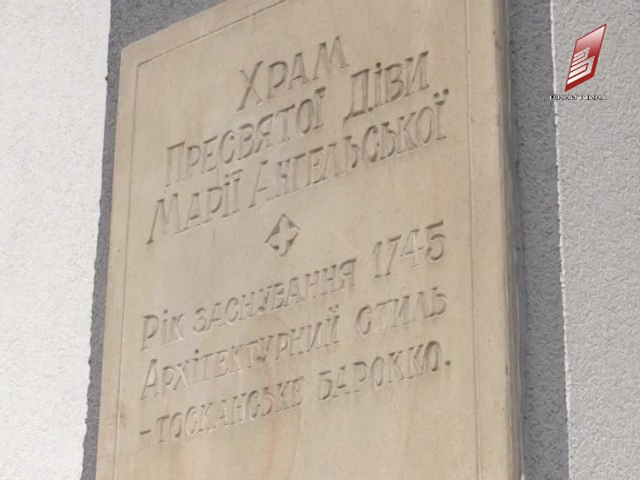 Храм
Пресвятої Діви
Марії Ангельської
Рік заснування 1745
Архітектурний стиль
-тосканське барокко.